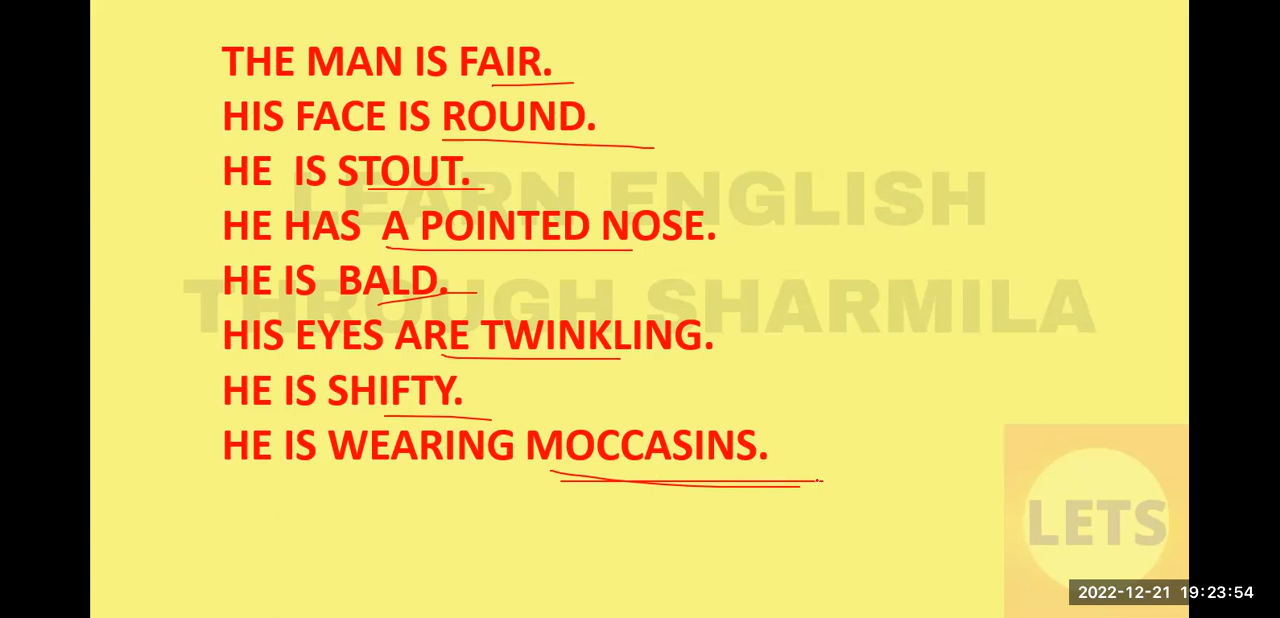 THE MAN IS FAIR.
HIS FACE IS ROUND.
HE IS STOUT.
HE HAS A POINTED NOSE.
HE IS BALD.
HIS EYES ARE TWINKLING.
HE IS SHIFTY.
HE IS WEARING MOCCASINS.
LEARN ENGLISH
THROUGH SHARMILA
LETS
2022-12-21 19:23:54